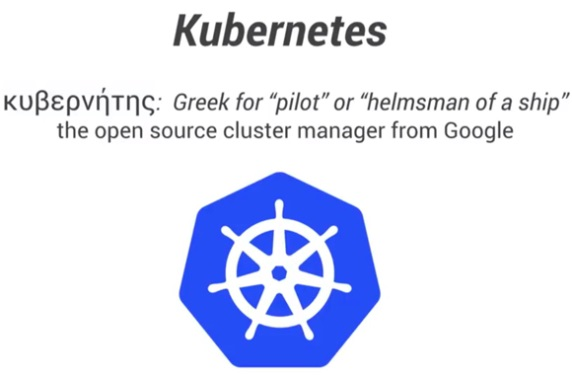 Kubernetes
κυβερνήτης: Greek for “pilot” or “helmsman of a ship”
the open source cluster manager from Google